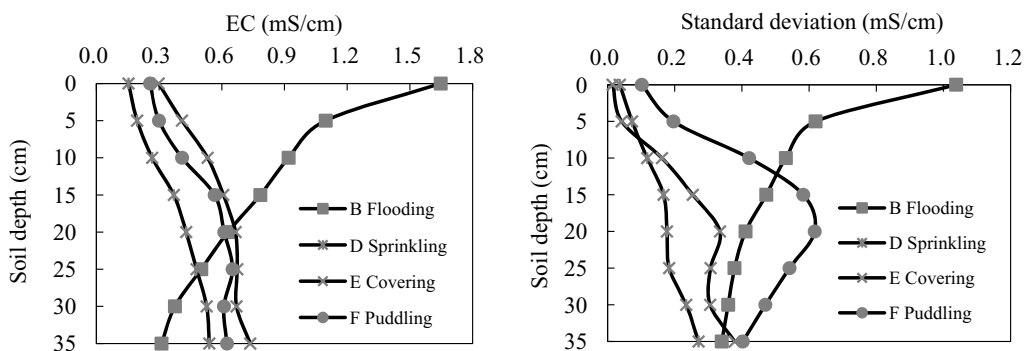 EC (mS/cm)
0.0 0.3 0.6 0.9 1.2 1.5 1.8
Soil depth (cm)
0
5
10
15
20
25
30
35
B Flooding
D Sprinkling
E Covering
F Puddling
Standard deviation (mS/cm)
0.0 0.2 0.4 0.6 0.8 1.0 1.2
Soil depth (cm)
0
5
10
15
20
25
30
35
B Flooding
D Sprinkling
E Covering
F Puddling